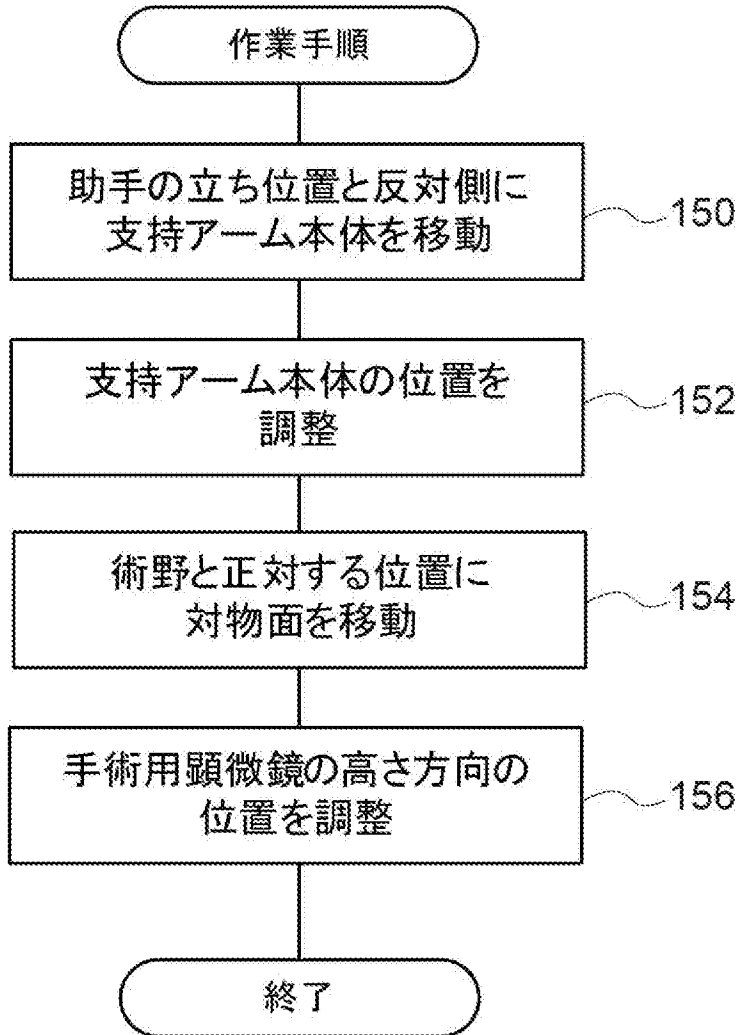 作業手順
助手の立ち位置と反対側に
支持アーム本体を移動
150
支持アーム本体の位置を
調整
152
術野と正対する位置に
対物面を移動
154
手術用顕微鏡の高さ方向の
位置を調整
156
終了